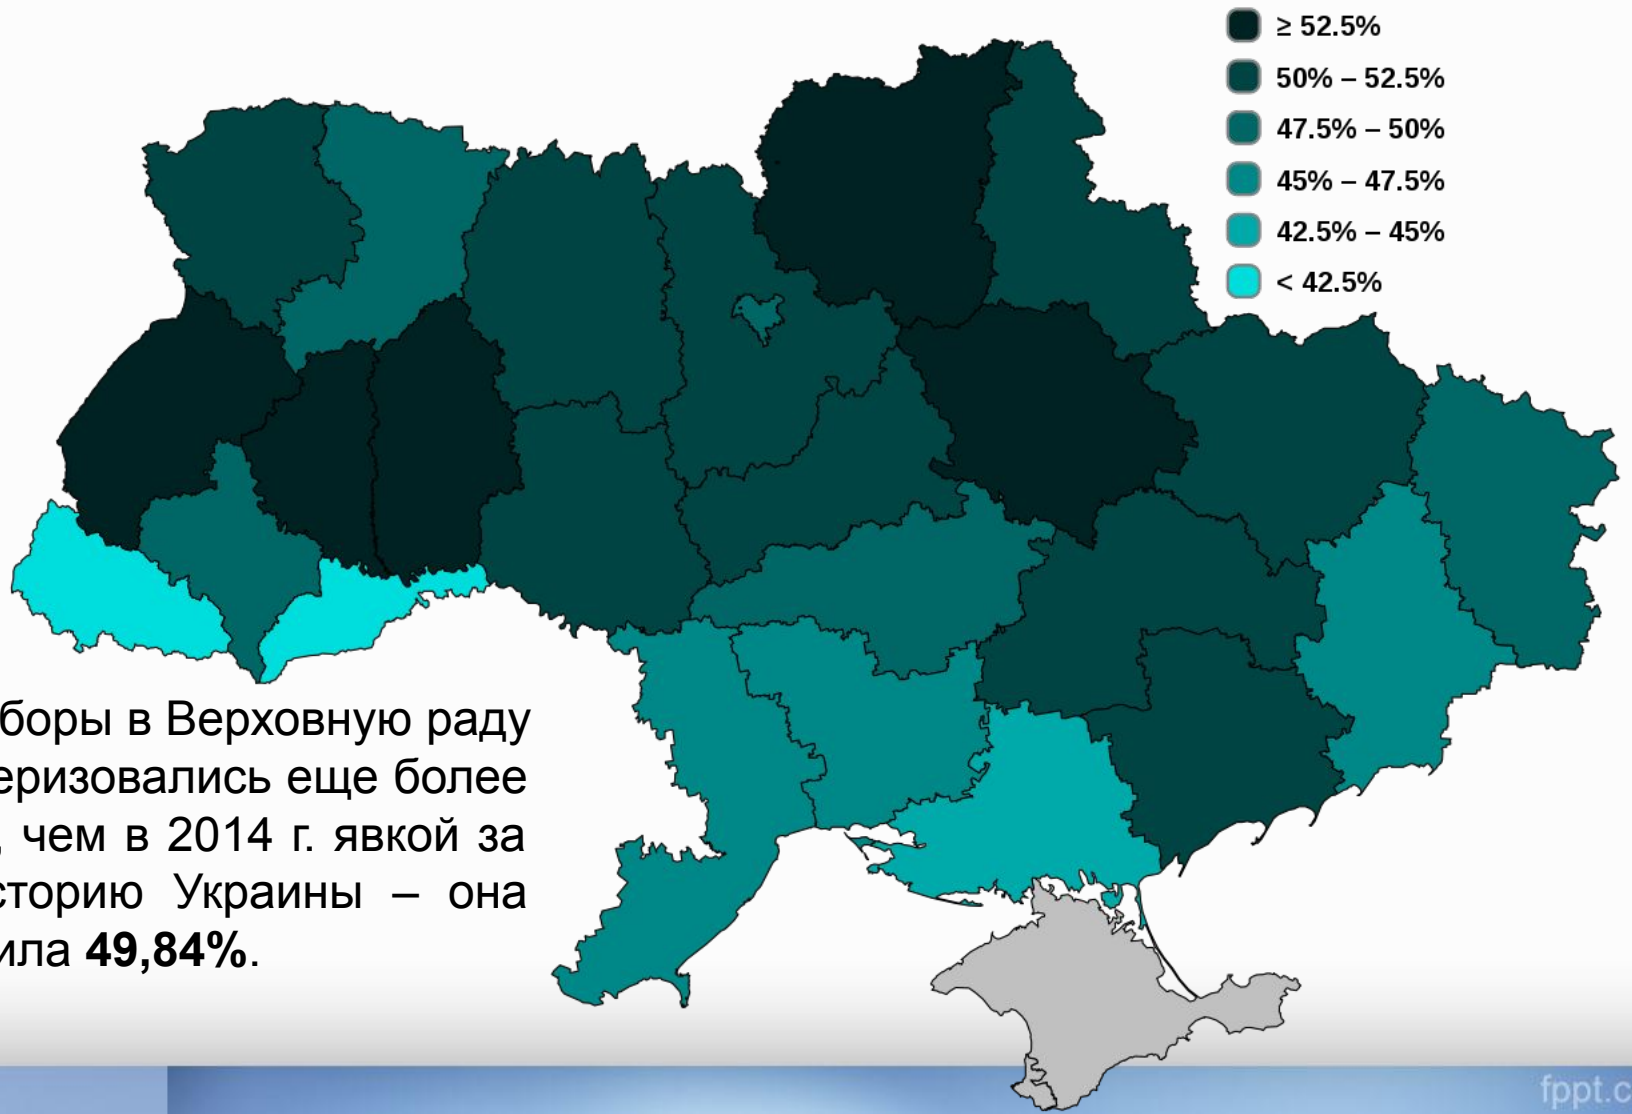 ≥ 52.5%
50% – 52.5%
47.5% – 50%
45% – 47.5%
42.5% – 45%
< 42.5%
боры в Верховную раду
еризовались еще более
, чем в 2014 г. явкой за
сторию Украины – она
ила 49,84%.
fppt.c